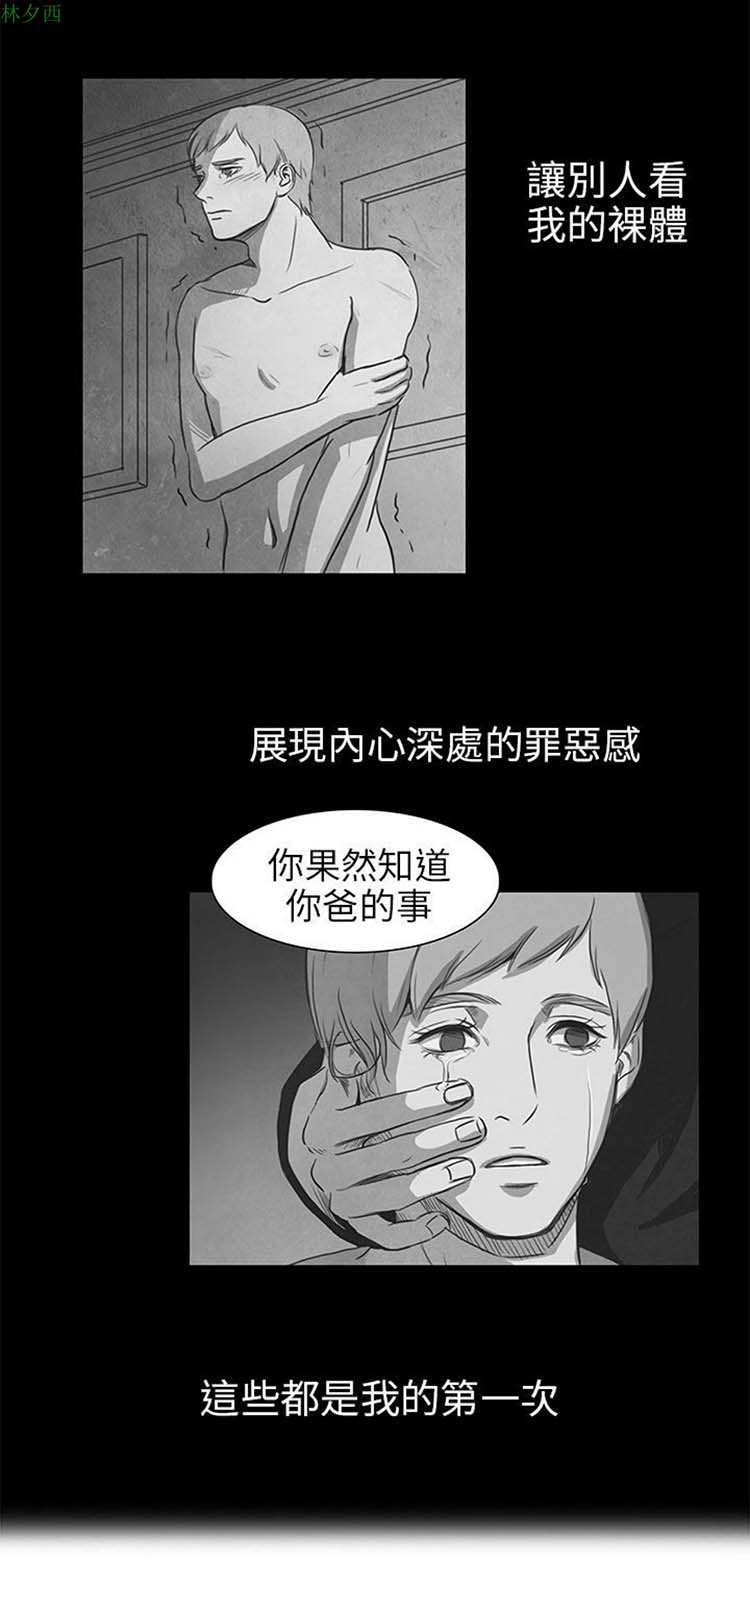 林夕西
讓別人看
我的裸體
展現內心深處的罪惡感
你果然知道
你爸的事
這些都是我的第一次